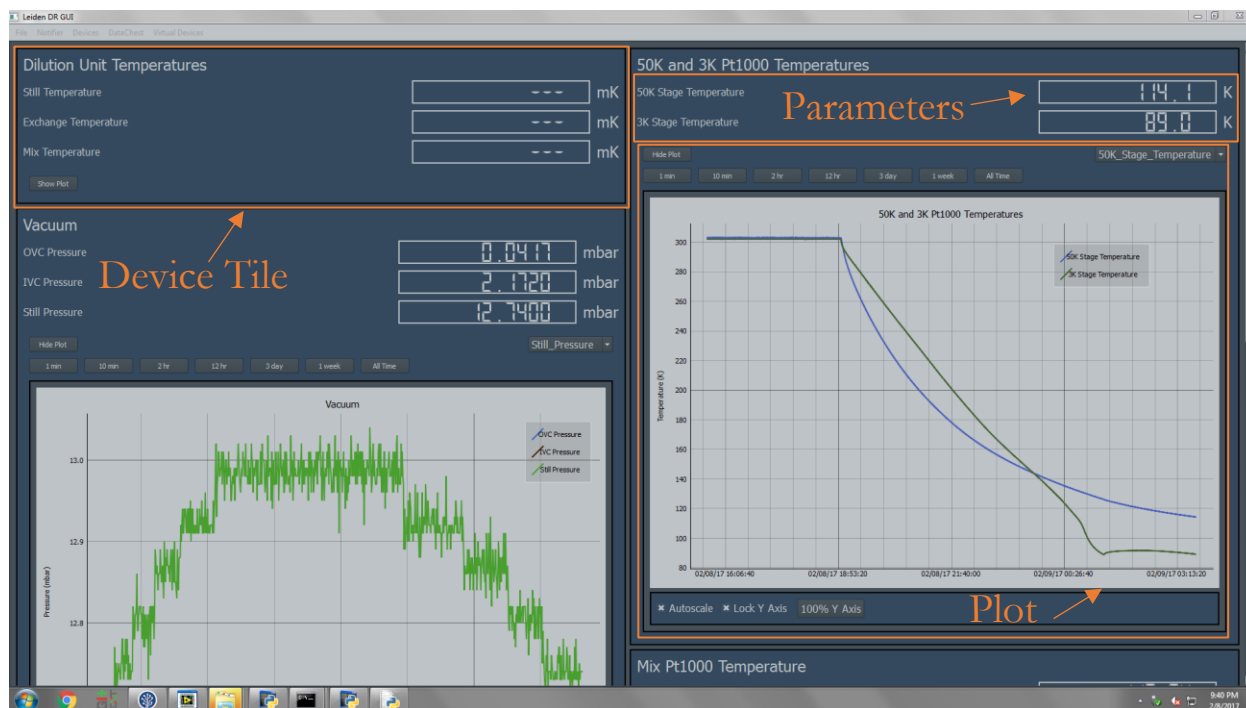 Leiden DR GUI
File Notifier Devices DataChest Virtual Devices
Dilution Unit Temperatures
Still Temperature --- mK
Exchange Temperature --- mK
Mix Temperature --- mK
Show Plot
Device Tile
Vacuum
OVC Pressure 0.0417 mbar
IVC Pressure 2.1720 mbar
Still Pressure 12.7400 mbar
Hide Plot Still_Pressure
1 min 10 min 2 hr 12 hr 3 day 1 week All Time
Vacuum
OVC Pressure
IVC Pressure
Still Pressure
Pressure (mbar)
13.0
12.9
12.8
50K and 3K Pt1000 Temperatures
50K Stage Temperature 114.1 K
3K Stage Temperature 89.0 K
Parameters
Hide Plot 50K_Stage_Temperature
1 min 10 min 2 hr 12 hr 3 day 1 week All Time
50K and 3K Pt1000 Temperatures
50K Stage Temperature
3K Stage Temperature
Temperature (K)
300
280
260
240
220
200
180
160
140
120
100
80
02/08/17 16:06:40 02/08/17 18:53:20 02/08/17 21:40:00 02/09/17 00:26:40 02/09/17 03:13:20
Autoscale Lock Y Axis 100% Y Axis
Plot
Mix Pt1000 Temperature
9:40 PM
2/8/2017